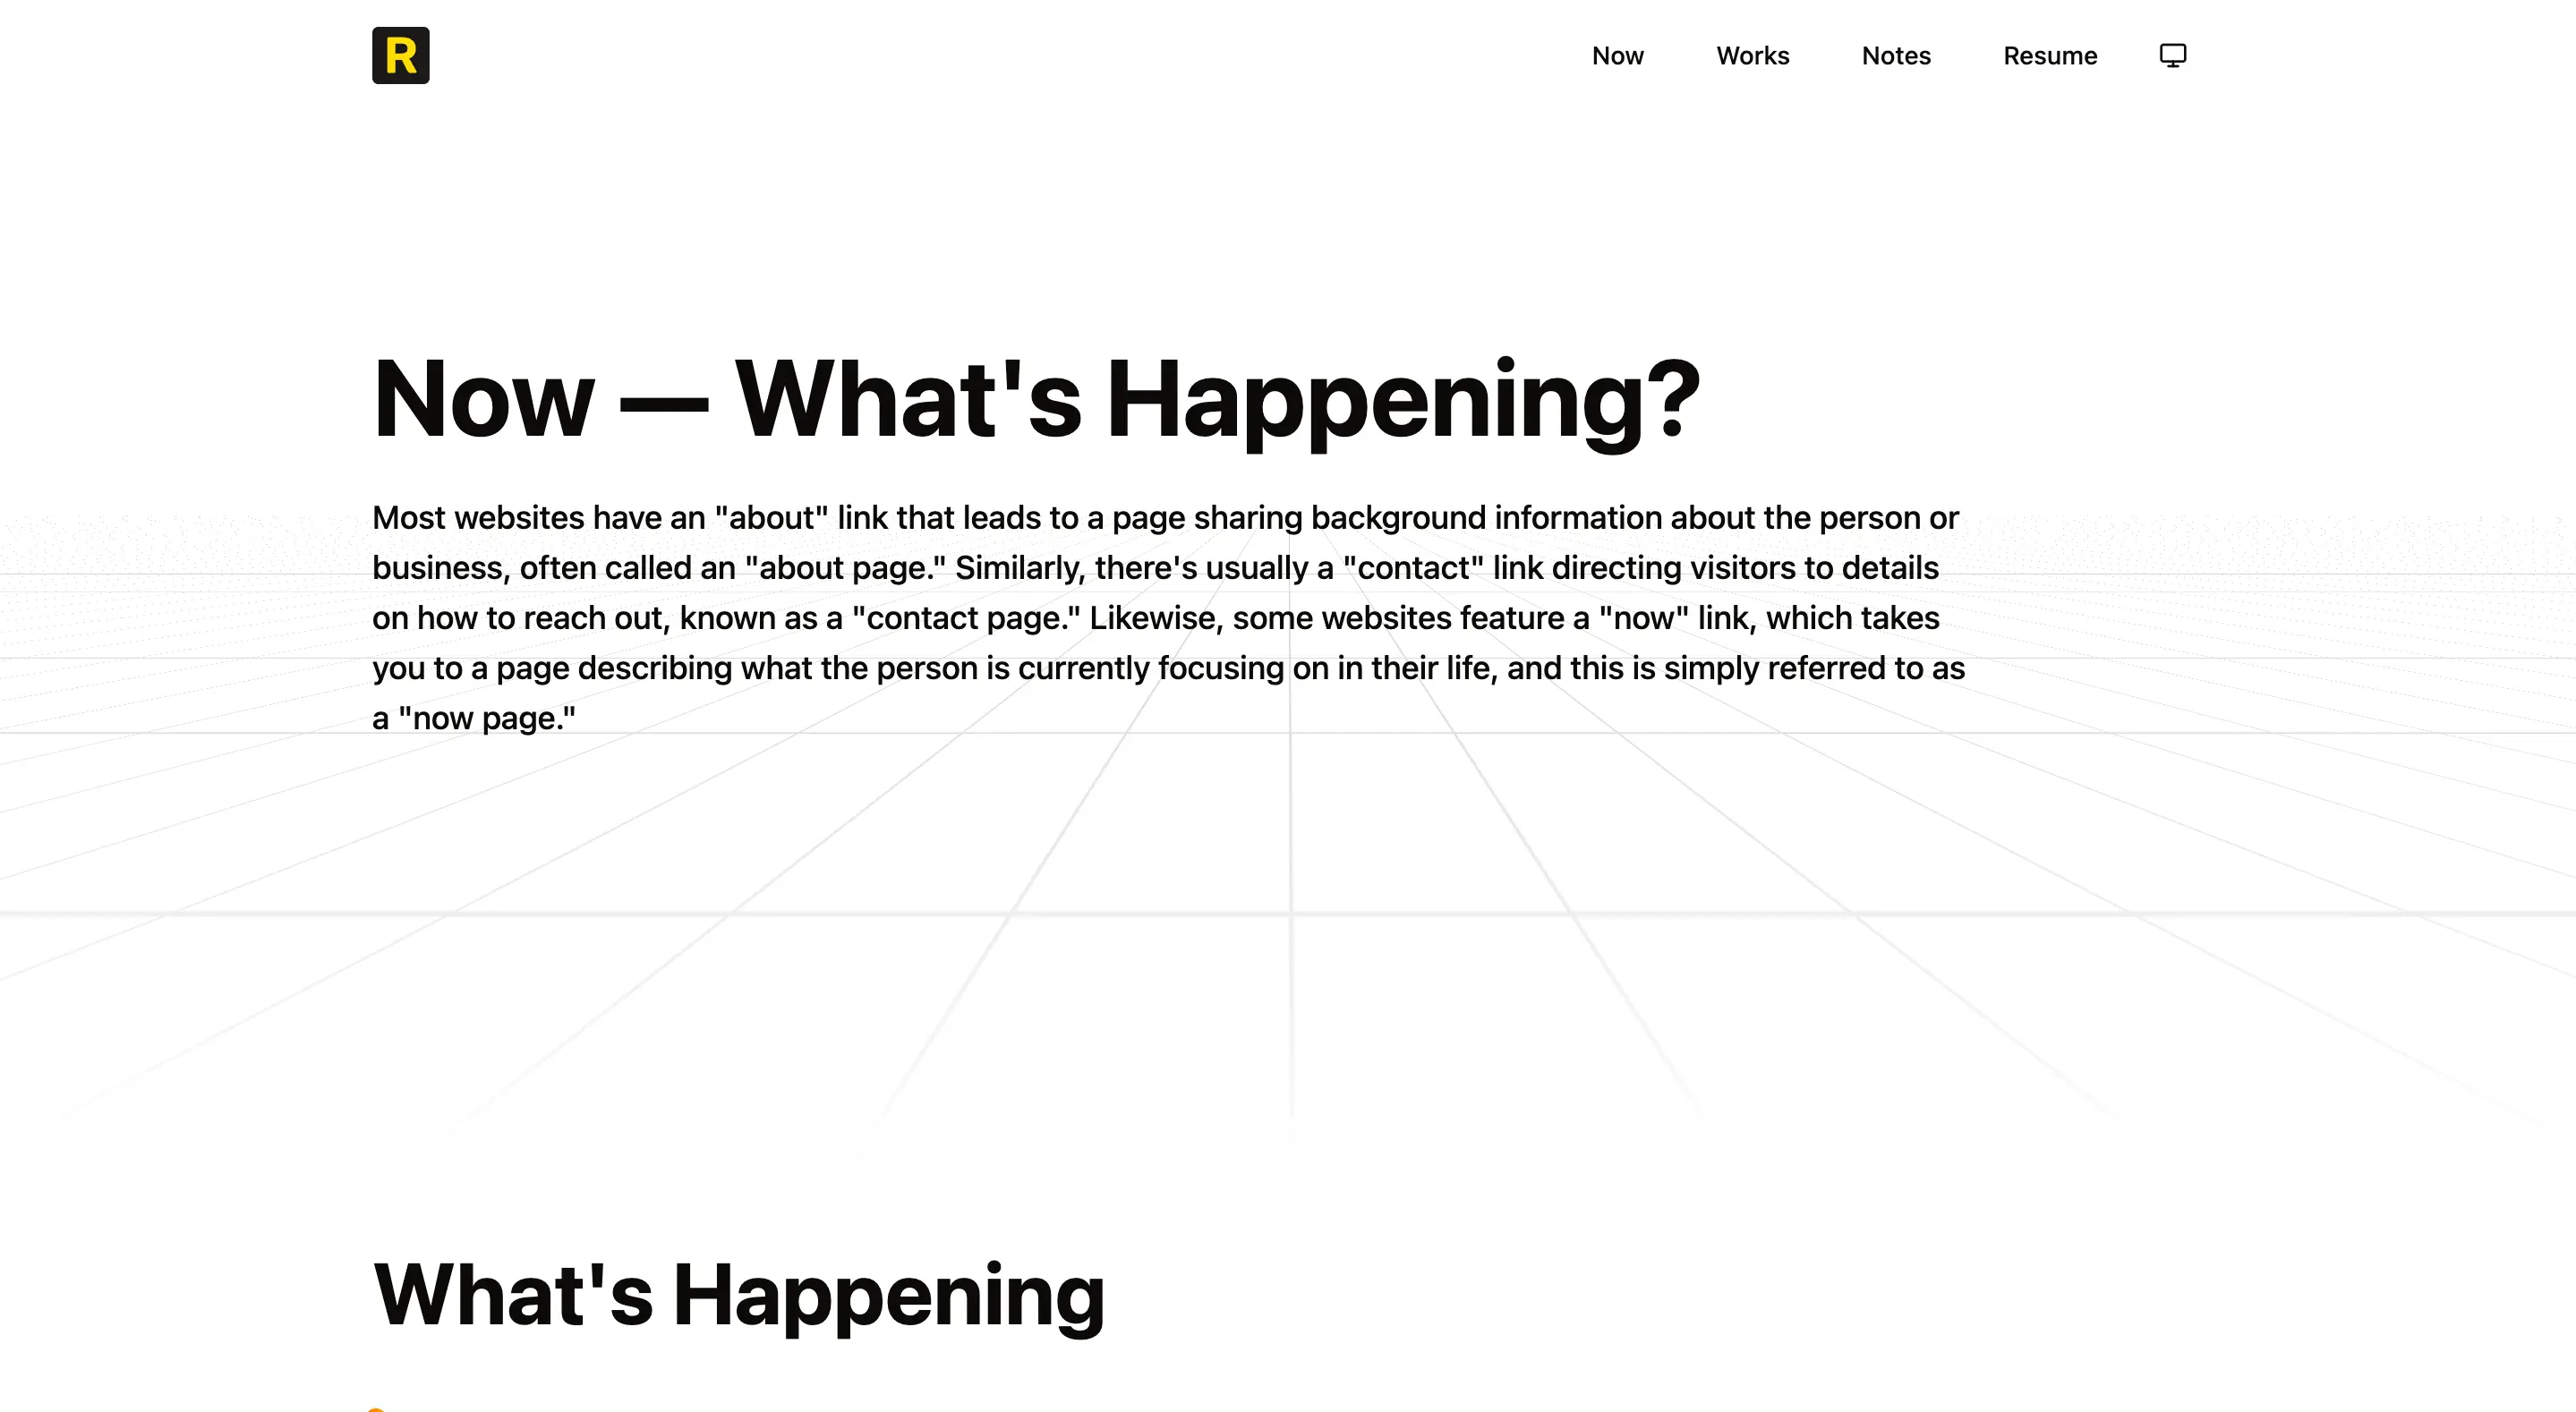 R
Now
Works
Notes
Resume
Now — What's Happening?
Most websites have an "about" link that leads to a page sharing background information about the person or
business, often called an "about page." Similarly, there's usually a "contact" link directing visitors to details
on how to reach out, known as a "contact page." Likewise, some websites feature a "now" link, which takes
you to a page describing what the person is currently focusing on in their life, and this is simply referred to as
a "now page."
What's Happening